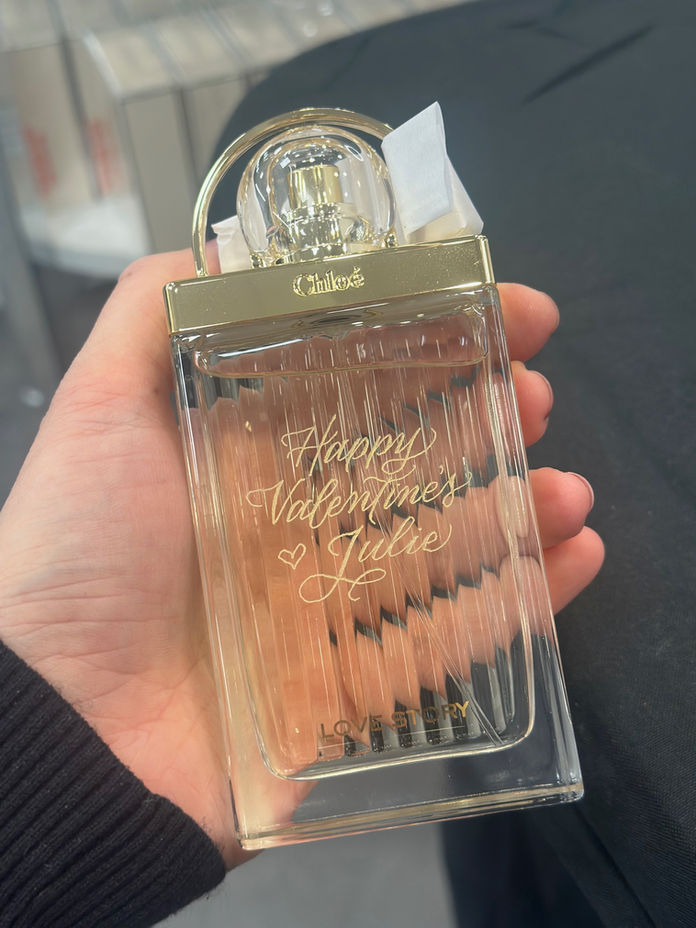 Chloé
Happy
Valentine's
♡ Julie
LOVE STORY